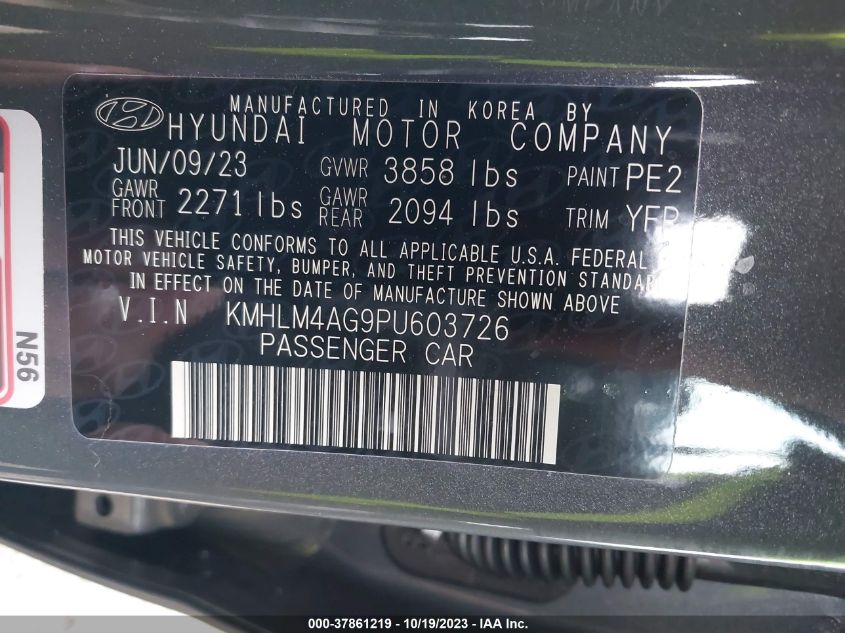 MANUFACTURED IN KOREA BY
HYUNDAI MOTOR COMPANY
JUN/09/23 GVWR 3858 lbs PAINT PE2
GAWR FRONT 2271 lbs GAWR REAR 2094 lbs TRIM YFP
THIS VEHICLE CONFORMS TO ALL APPLICABLE U.S.A. FEDERAL
MOTOR VEHICLE SAFETY, BUMPER, AND THEFT PREVENTION STANDARDS
IN EFFECT ON THE DATE OF MANUFACTURE SHOWN ABOVE
V.I.N KMHLM4AG9PU603726
PASSENGER CAR
N56
000-37861219 - 10/19/2023 - IAA Inc.